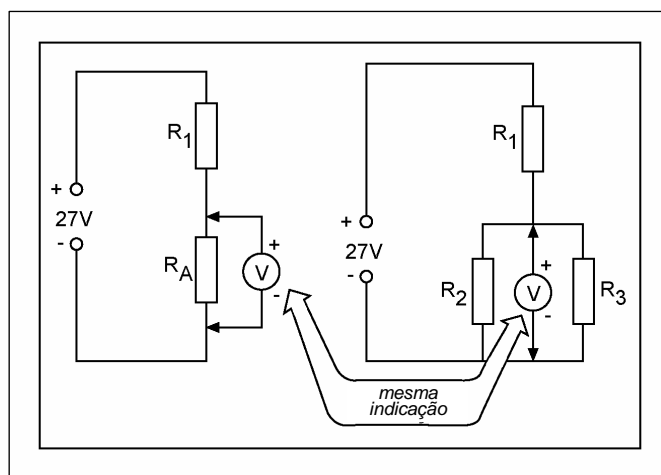 R1
+
27V
-
RA
+
V
-
R1
+
27V
-
R2
+
V
-
R3
mesma
indicação